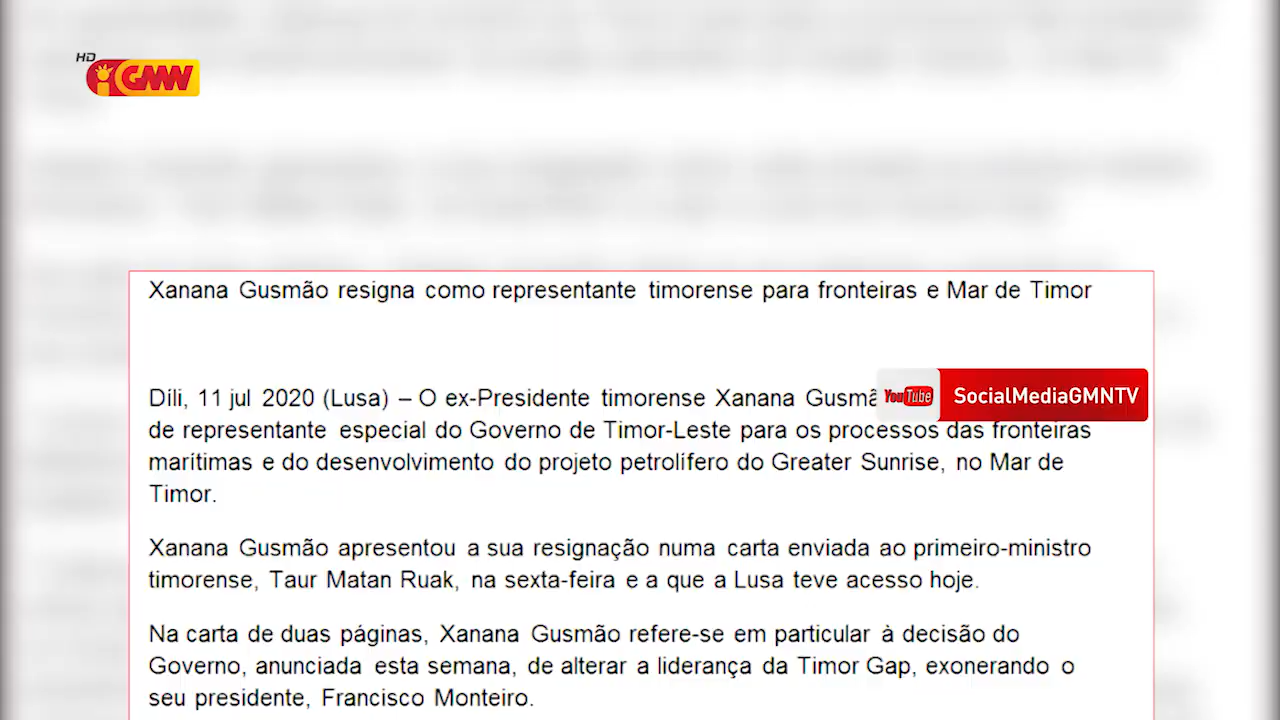 HD
GMN
Xanana Gusmão resigna como representante timorense para fronteiras e Mar de Timor
Díli, 11 jul 2020 (Lusa) – O ex-Presidente timorense Xanana Gusmã
YouTube SocialMediaGMNTV
de representante especial do Governo de Timor-Leste para os processos das fronteiras
marítimas e do desenvolvimento do projeto petrolífero do Greater Sunrise, no Mar de
Timor.
Xanana Gusmão apresentou a sua resignação numa carta enviada ao primeiro-ministro
timorense, Taur Matan Ruak, na sexta-feira e a que a Lusa teve acesso hoje.
Na carta de duas páginas, Xanana Gusmão refere-se em particular à decisão do
Governo, anunciada esta semana, de alterar a liderança da Timor Gap, exonerando o
seu presidente, Francisco Monteiro.